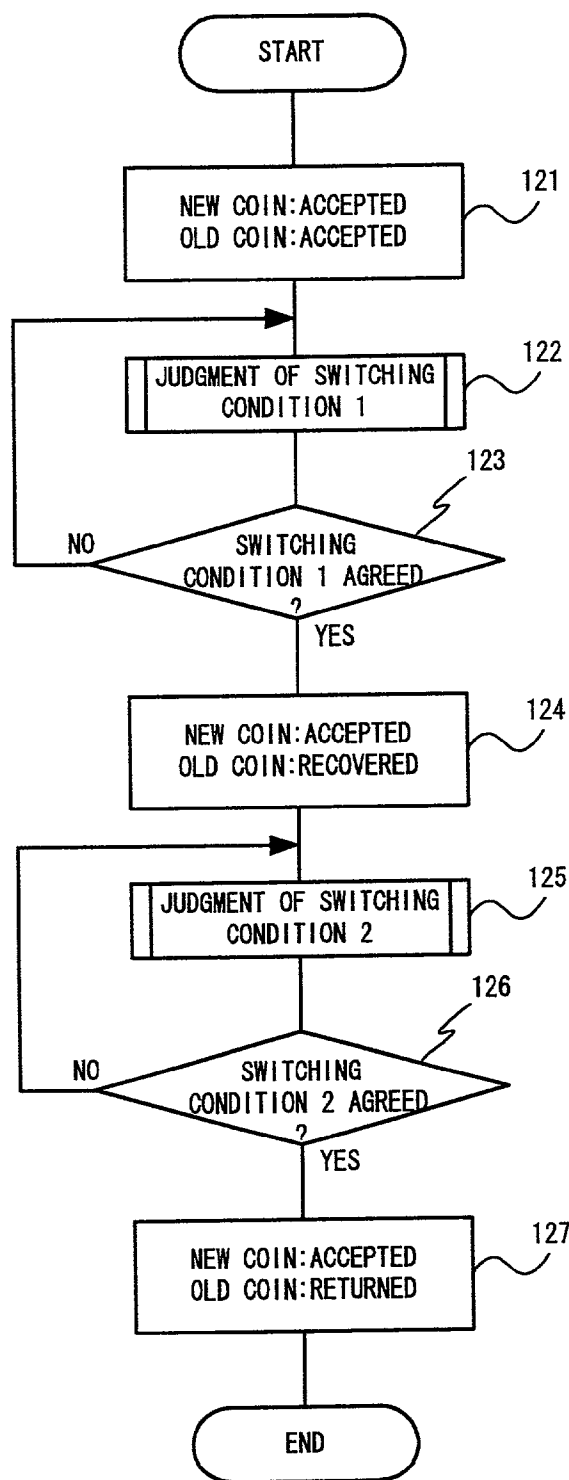 START
NEW COIN:ACCEPTED
OLD COIN:ACCEPTED
121
JUDGMENT OF SWITCHING
CONDITION 1
122
123
NO
SWITCHING
CONDITION 1 AGREED
?
YES
NEW COIN:ACCEPTED
OLD COIN:RECOVERED
124
JUDGMENT OF SWITCHING
CONDITION 2
125
126
NO
SWITCHING
CONDITION 2 AGREED
?
YES
NEW COIN:ACCEPTED
OLD COIN:RETURNED
127
END